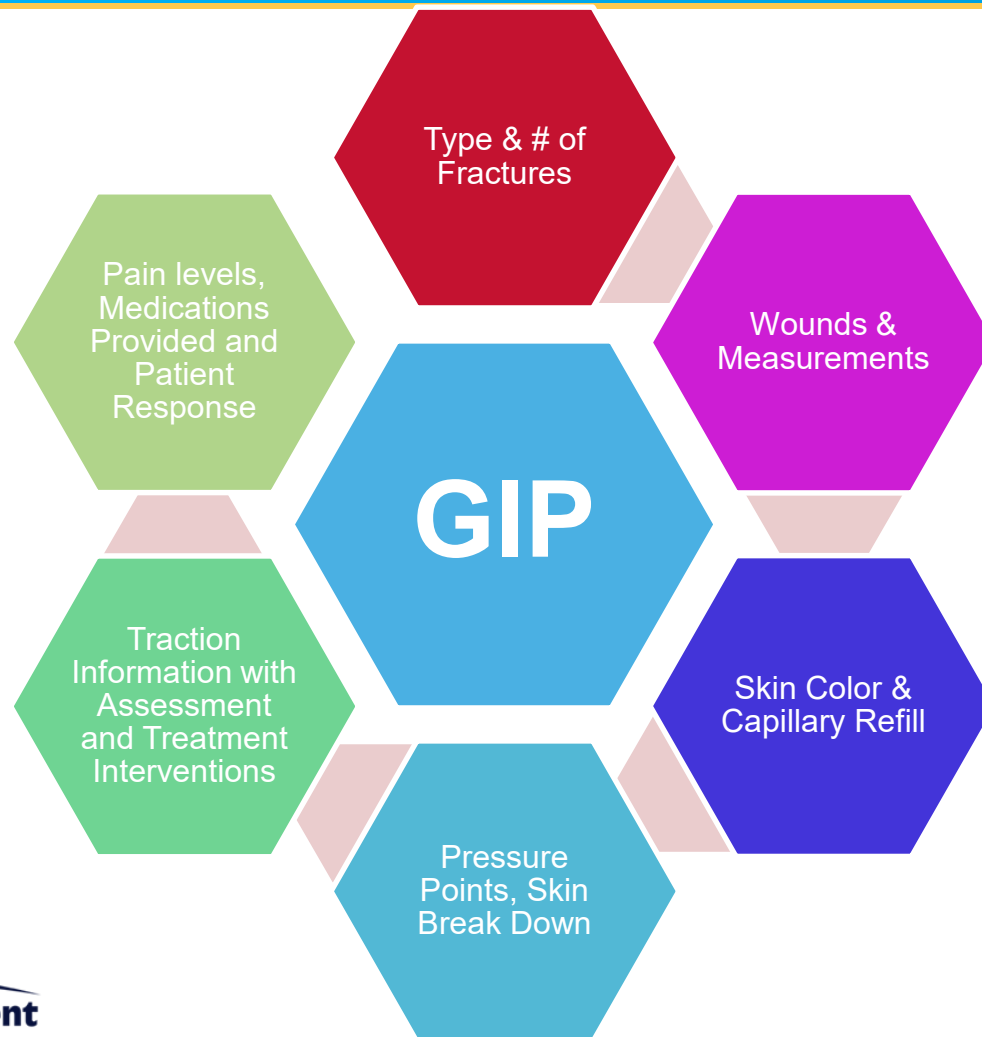 Type & # of
Fractures
Wounds &
Measurements
Skin Color &
Capillary Refill
Pressure
Points, Skin
Break Down
Traction
Information with
Assessment
and Treatment
Interventions
Pain levels,
Medications
Provided and
Patient
Response
GIP